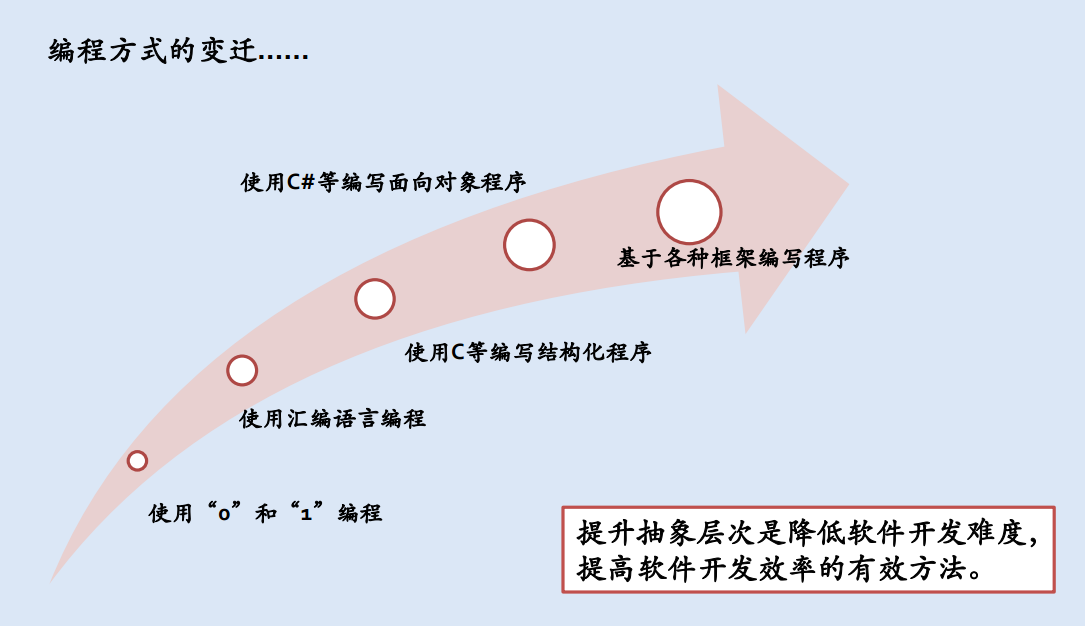 编程方式的变迁......
使用C#等编写面向对象程序
基于各种框架编写程序
使用C等编写结构化程序
使用汇编语言编程
使用“0”和“1”编程
提升抽象层次是降低软件开发难度，
提高软件开发效率的有效方法。